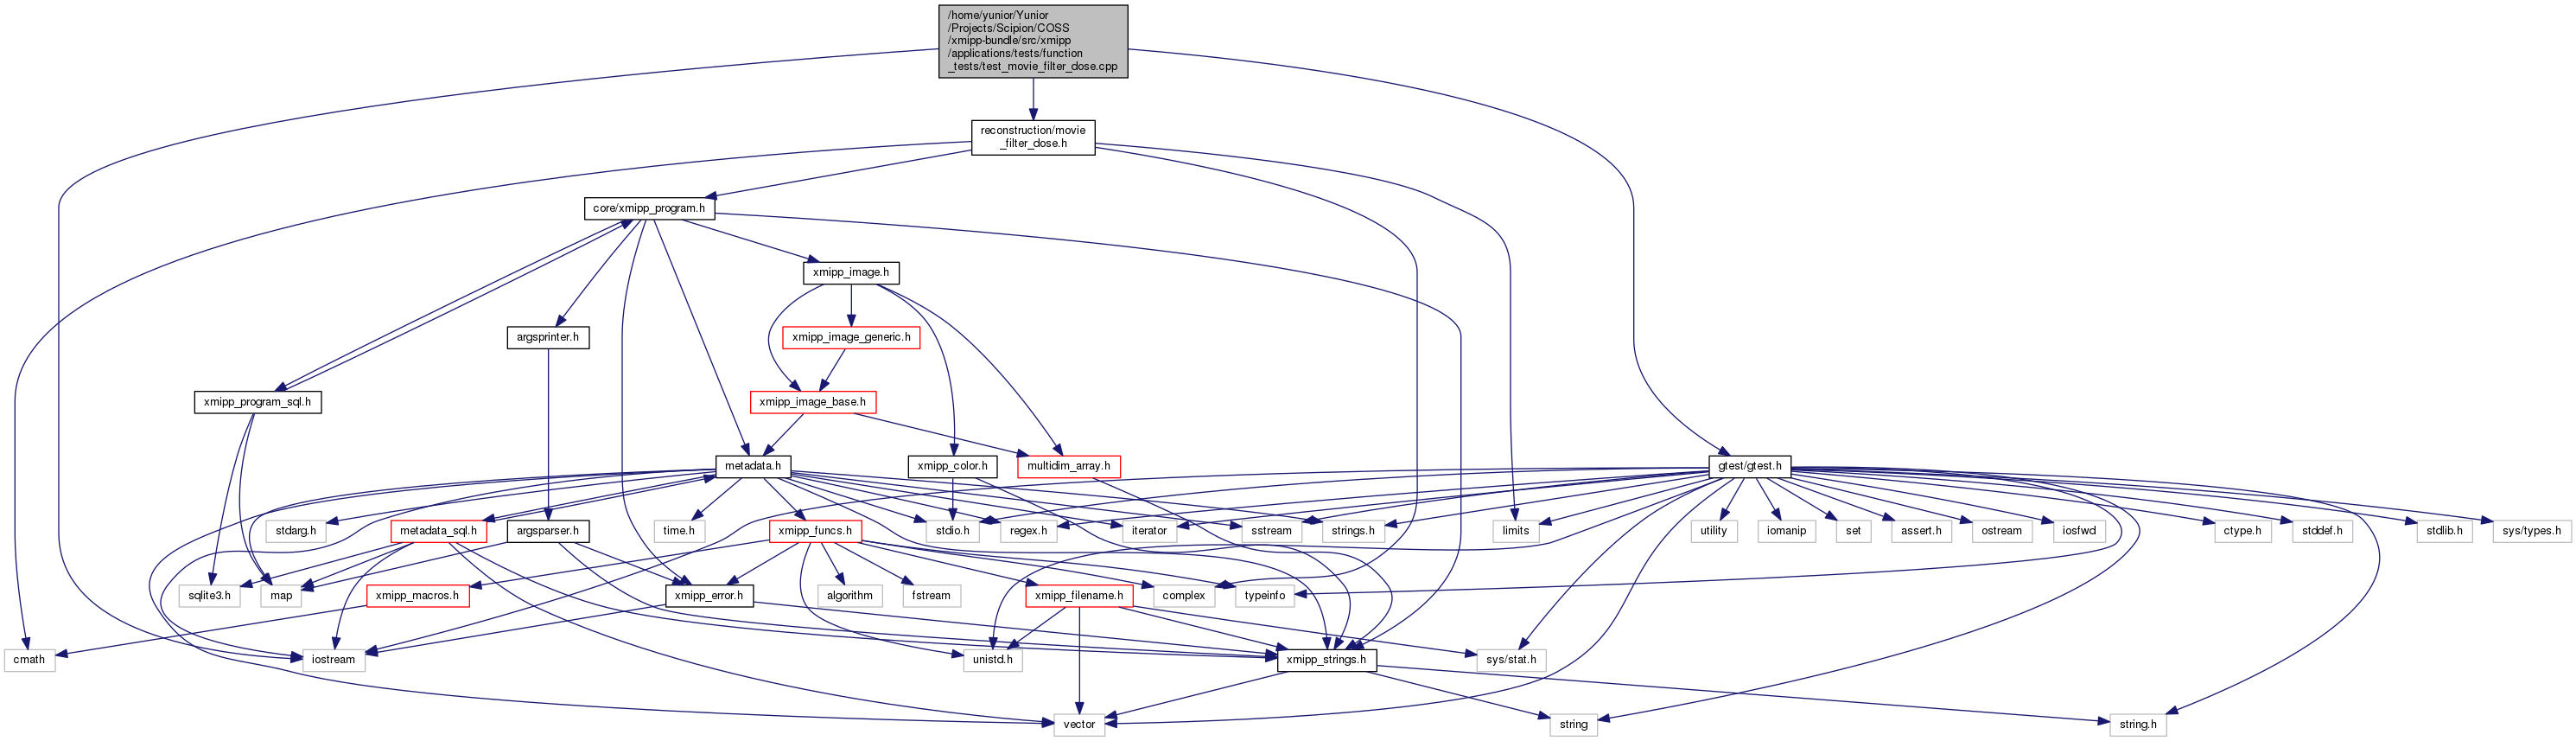 /home/yunior/Yunior
/Projects/Scipion/COSS
/xmipp-bundle/src/xmipp
/applications/tests/function
_tests/test_movie_filter_dose.cpp
reconstruction/movie
_filter_dose.h
core/xmipp_program.h
xmipp_image.h
argsprinter.h
xmipp_image_generic.h
xmipp_program_sql.h
xmipp_image_base.h
metadata.h
xmipp_color.h
multidim_array.h
gtest/gtest.h
stdarg.h
metadata_sql.h
argsparser.h
time.h
xmipp_funcs.h
stdio.h
regex.h
iterator
sstream
strings.h
limits
utility
iomanip
set
assert.h
ostream
iosfwd
ctype.h
stddef.h
stdlib.h
sys/types.h
sqlite3.h
map
xmipp_macros.h
xmipp_error.h
algorithm
fstream
xmipp_filename.h
complex
typeinfo
cmath
iostream
unistd.h
xmipp_strings.h
sys/stat.h
vector
string
string.h